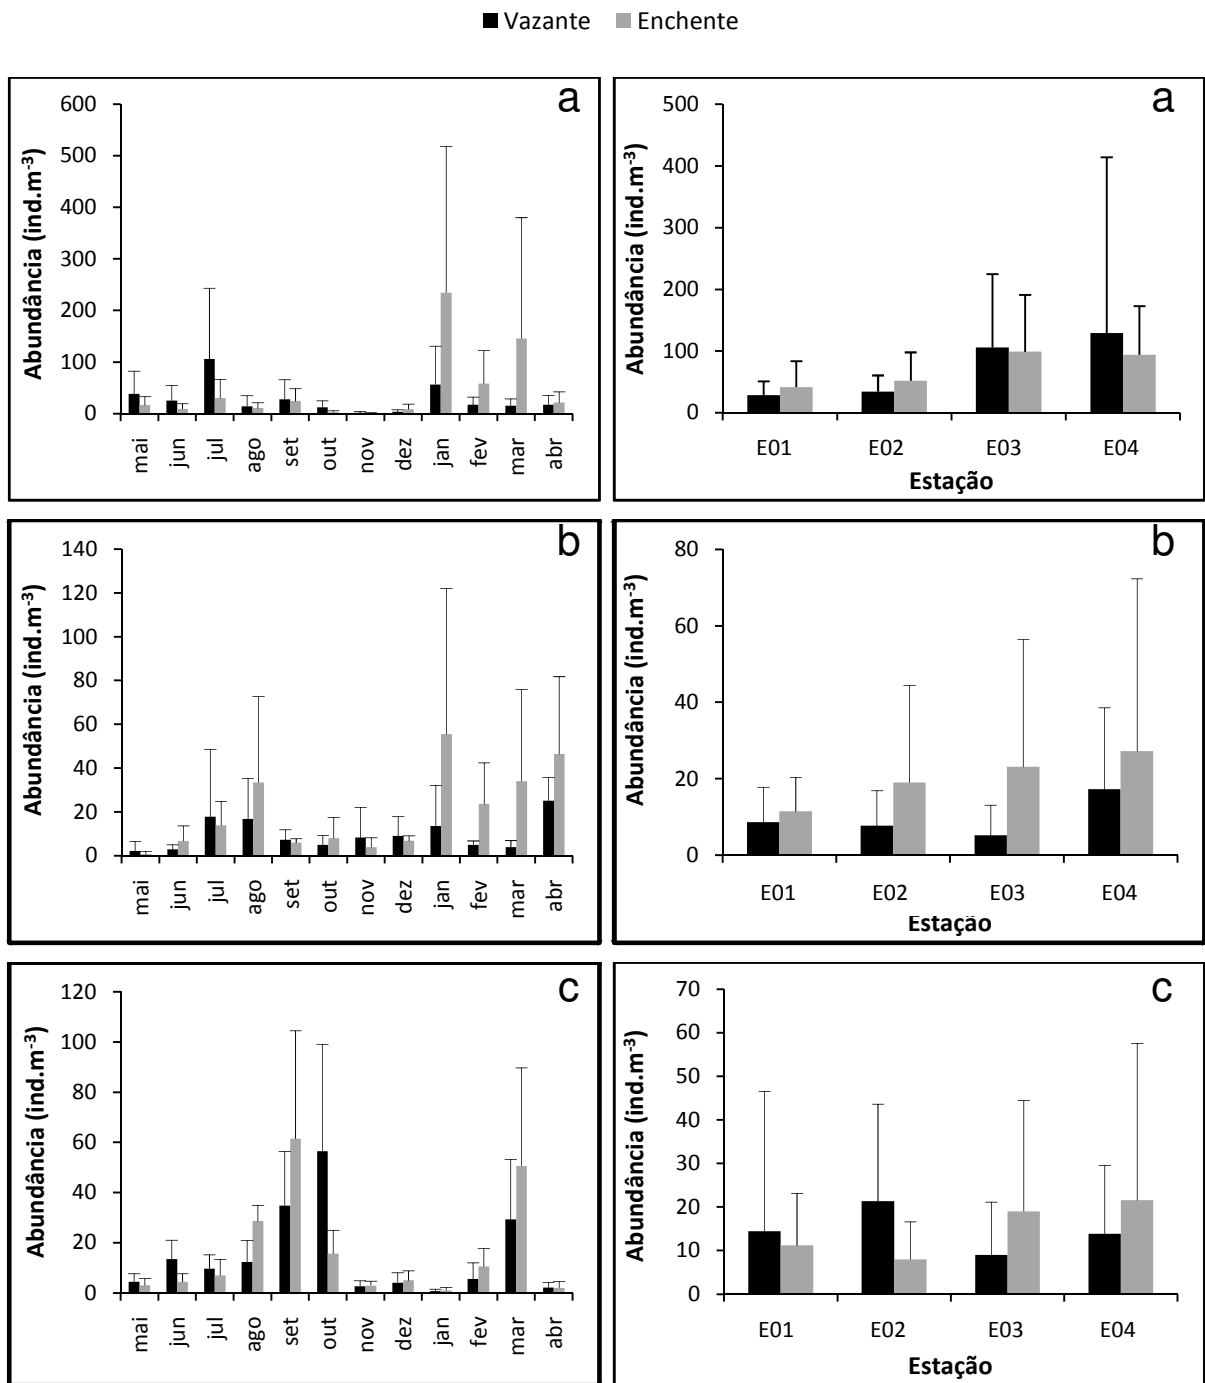 Vazante Enchente
a
Abundância (ind.m⁻³)
600
500
400
300
200
100
0
mai jun jul ago set out nov dez jan fev mar abr
a
Abundância (ind.m⁻³)
500
400
300
200
100
0
E01 E02 E03 E04
Estação
b
Abundância (ind.m⁻³)
140
120
100
80
60
40
20
0
mai jun jul ago set out nov dez jan fev mar abr
b
Abundância (ind.m⁻³)
80
60
40
20
0
E01 E02 E03 E04
Estação
c
Abundância (ind.m⁻³)
120
100
80
60
40
20
0
mai jun jul ago set out nov dez jan fev mar abr
c
Abundância (ind.m⁻³)
70
60
50
40
30
20
10
0
E01 E02 E03 E04
Estação